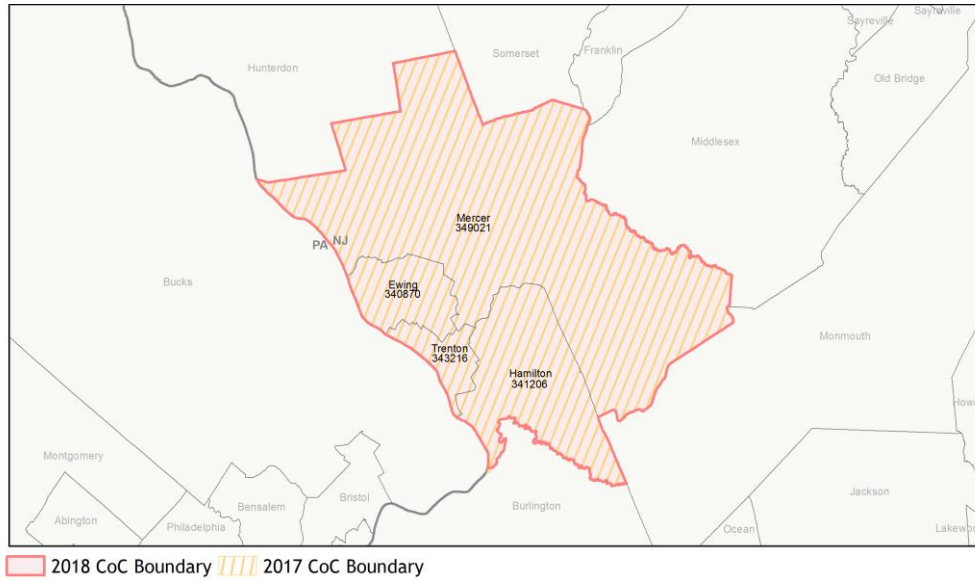 Sayreville
Sayreville
Somerset
Franklin
Hunterdon
Old Bridge
Middlesex
Mercer
349021
PA NJ
Bucks
Ewing
340870
Trenton
343216
Hamilton
341206
Monmouth
Howe
Montgomery
Bristol
Bensalem
Burlington
Jackson
Abington
Philadelphia
Ocean
Lakewoo
2018 CoC Boundary 2017 CoC Boundary